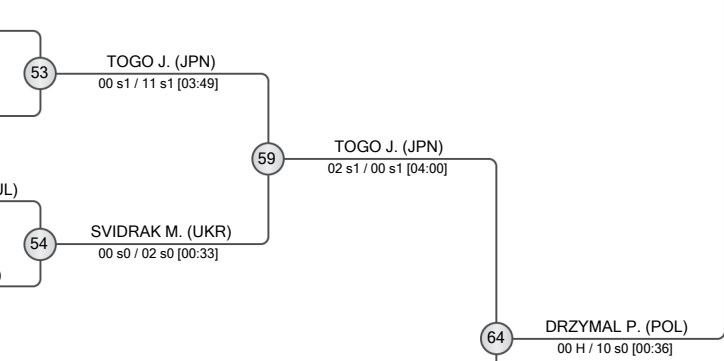 TOGO J. (JPN)
53
00 s1 / 11 s1 [03:49]
TOGO J. (JPN)
59
02 s1 / 00 s1 [04:00]
UL)
SVIDRAK M. (UKR)
54
00 s0 / 02 s0 [00:33]
)
DRZYMAL P. (POL)
64
00 H / 10 s0 [00:36]